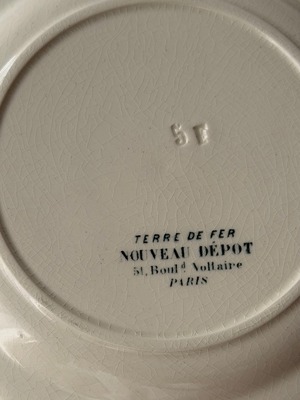 5 F
TERRE DE FER
NOUVEAU DÉPOT
51, Boul.d Voltaire
PARIS